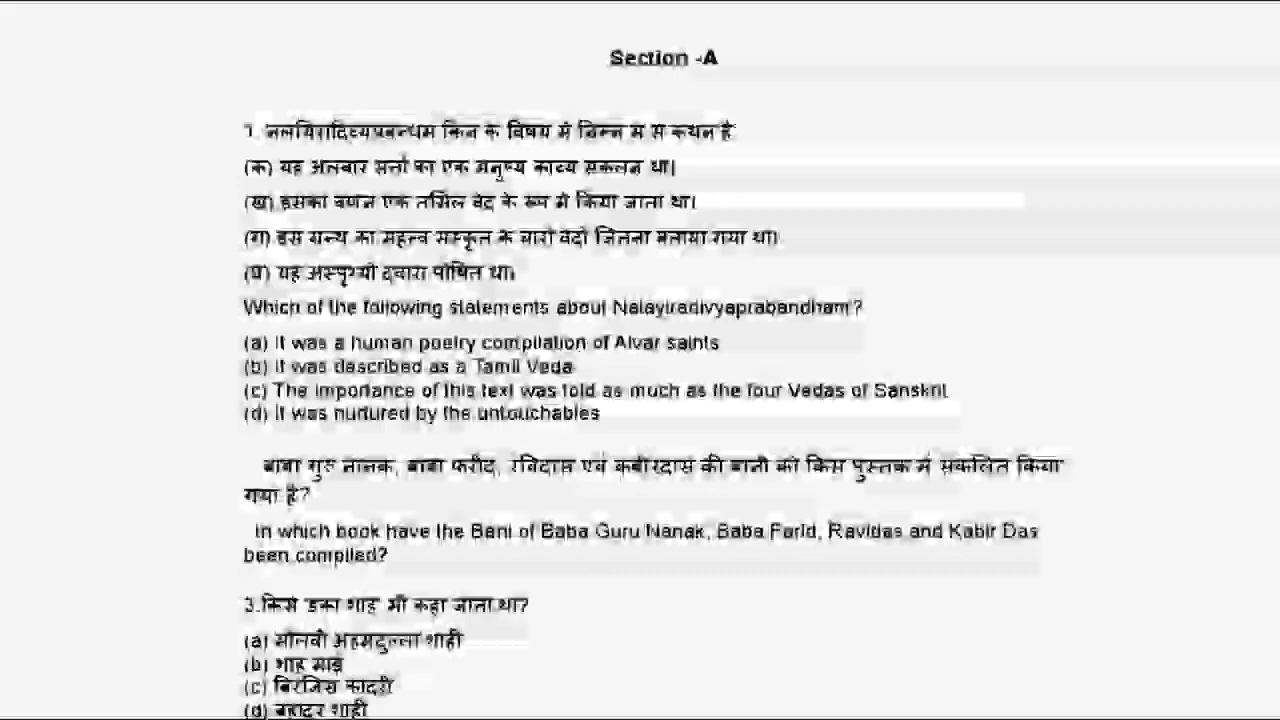 Section -A
1. नलयिरादिव्यप्रबन्धम किन के विषय में निम्न में से कथन है
(क) यह अलवार सन्तों का एक मनुष्य काव्य संकलन था।
(ख) इसका वर्णन एक तमिल वेद के रूप में किया जाता था।
(ग) इस ग्रन्थ का महत्व संस्कृत के चारों वेदों जितना बताया गया था।
(घ) यह अस्पृश्यों द्वारा पोषित था।
Which of the following statements about Nalayiradivyaprabandham?
(a) It was a human poetry compilation of Alvar saints
(b) It was described as a Tamil Veda
(c) The importance of this text was told as much as the four Vedas of Sanskrit
(d) It was nurtured by the untouchables
बाबा गुरु नानक, बाबा फरीद, रविदास एवं कबीरदास की बानी को किस पुस्तक में संकलित किया
गया है?
In which book have the Bani of Baba Guru Nanak, Baba Farid, Ravidas and Kabir Das
been compiled?
3.किसे डंका शाह भी कहा जाता था?
(a) मौलवी अहमदुल्ला शाही
(b) शाह
(c) बिरजिस कादरी
(d) बहादुर शाही